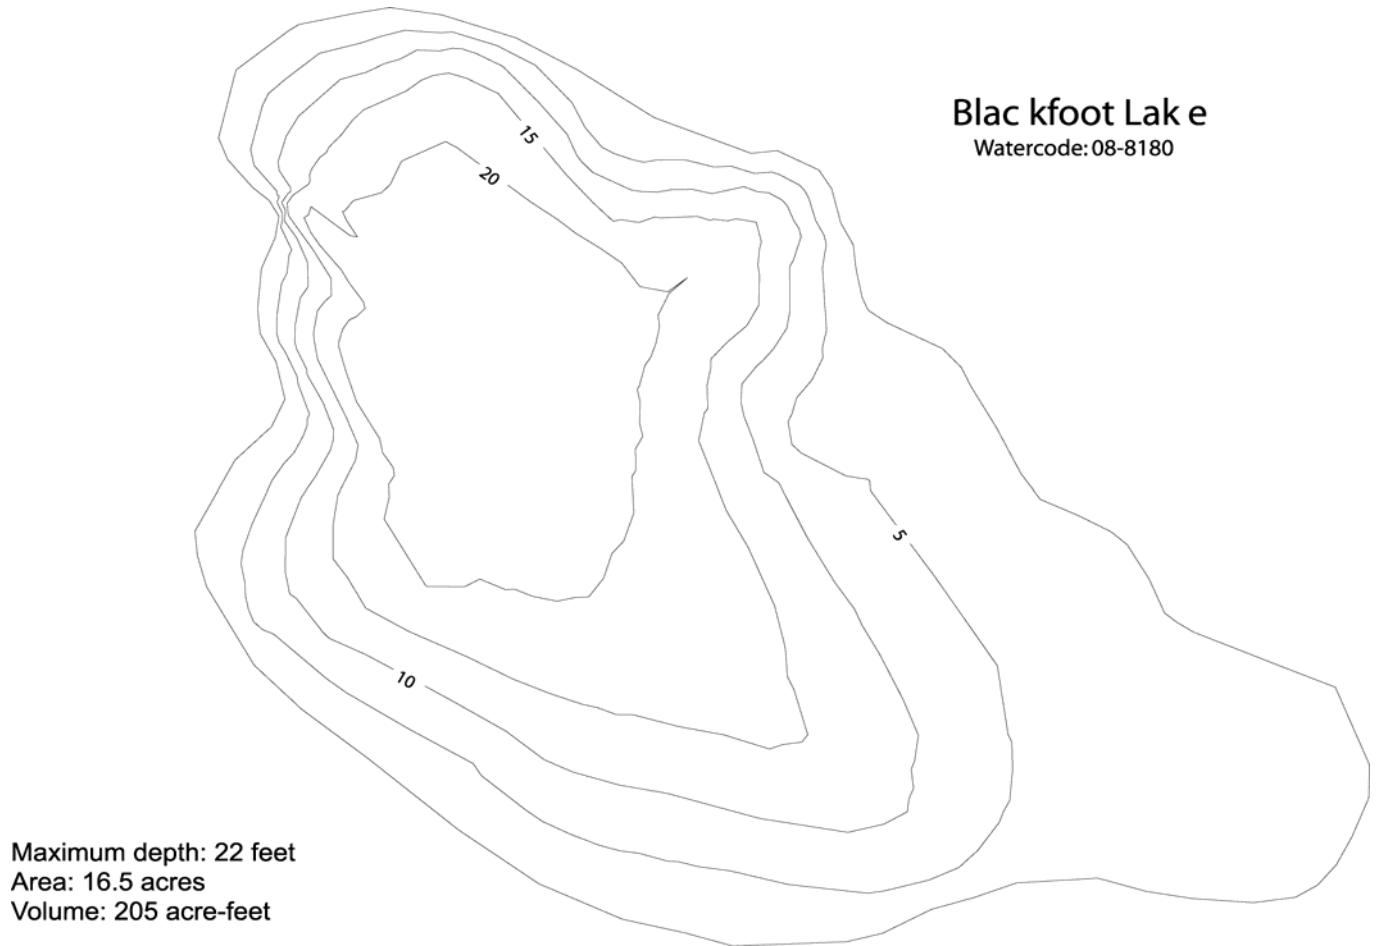 Blac kfoot Lak e
Watercode: 08-8180
15
20
5
10
Maximum depth: 22 feet
Area: 16.5 acres
Volume: 205 acre-feet